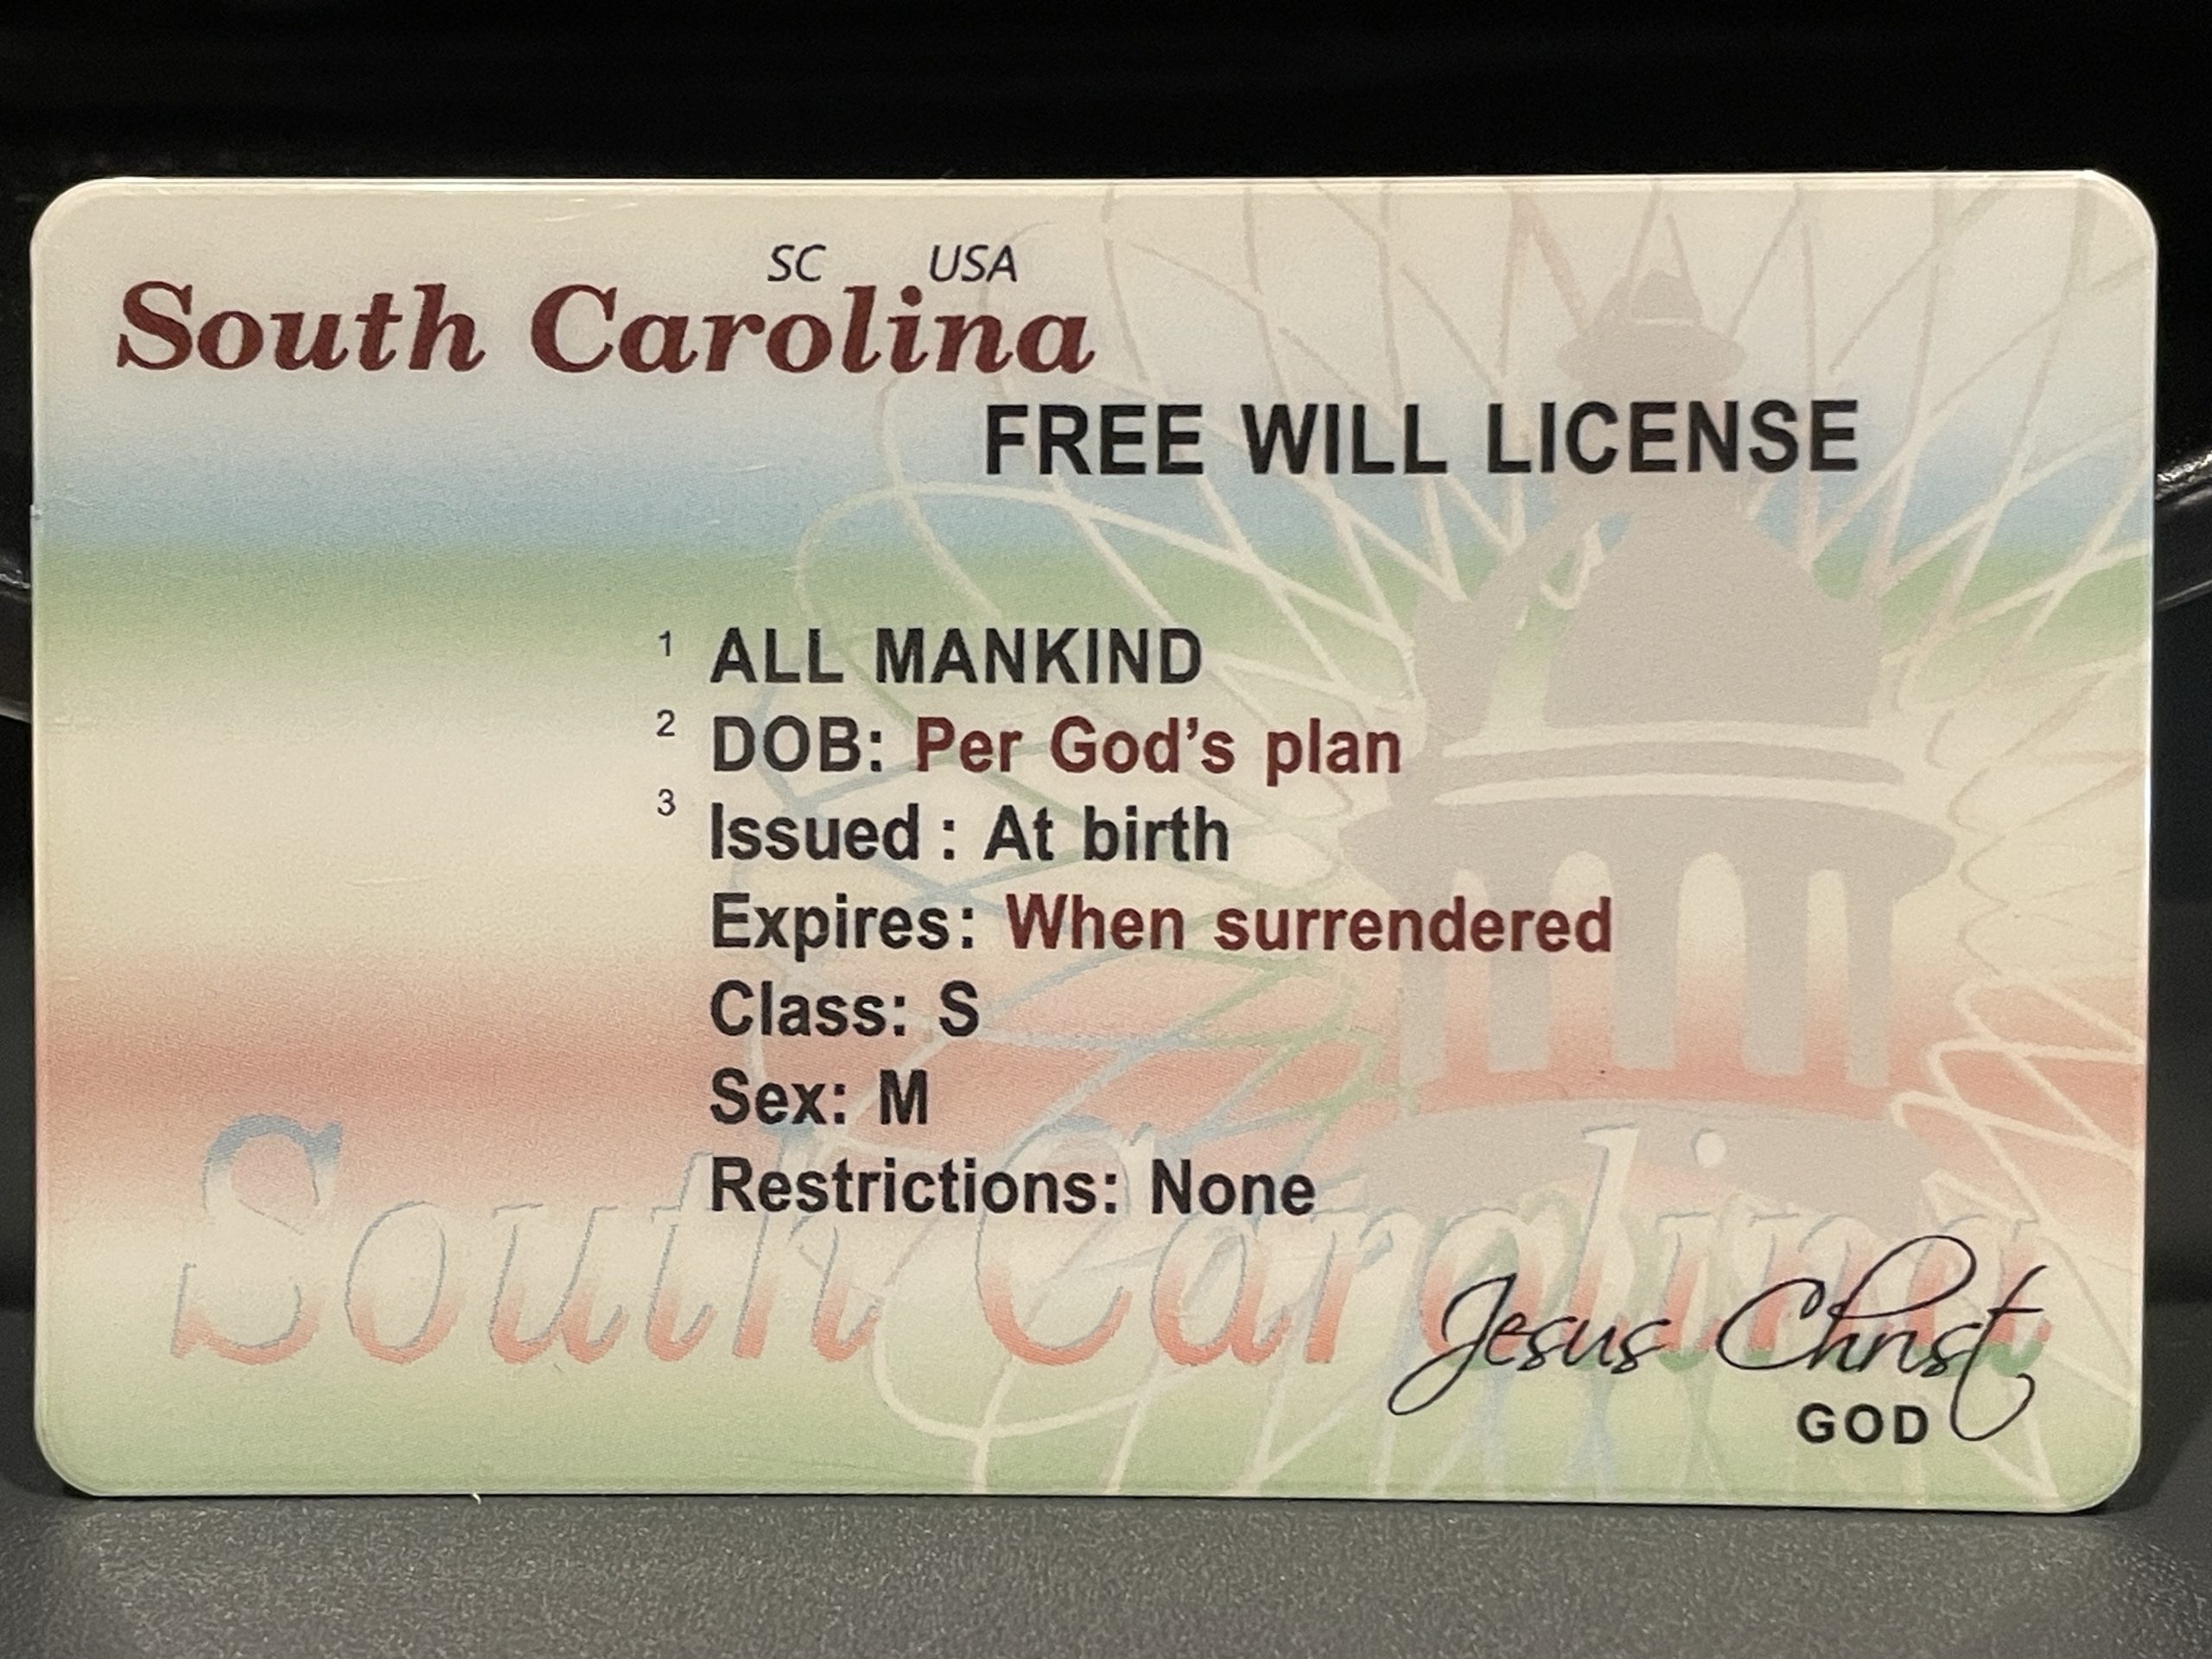 SC USA
South Carolina
FREE WILL LICENSE
1 ALL MANKIND
2 DOB: Per God's plan
3 Issued : At birth
Expires: When surrendered
Class: S
Sex: M
Restrictions: None
South Carolina
Jesus Christ
GOD